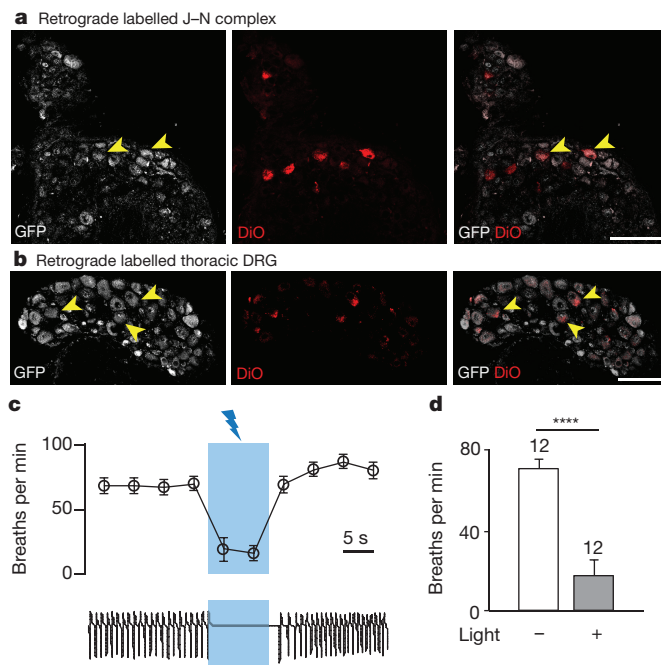 a Retrograde labelled J–N complex
GFP
DiO
GFP DiO
b Retrograde labelled thoracic DRG
GFP
DiO
GFP DiO
c
Breaths per min
100
50
0
5 s
d
Breaths per min
80
40
0
****
12
12
Light – +